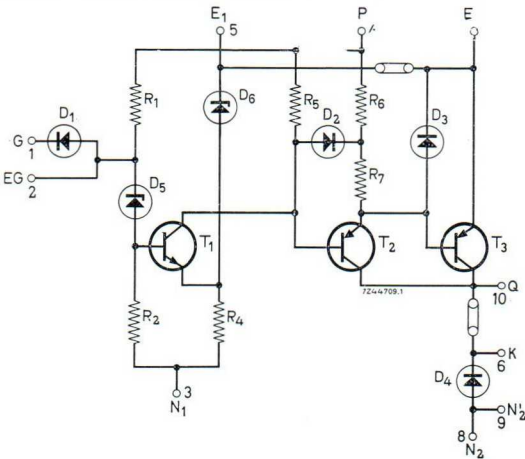 E1 P E
5
R1 R5 R6
D6
D1 D2 D3
G
1
EG
2
D5 R7
T1 T2 T3
7Z44709.1
Q
10
R2 R4
K
6
D4
3
N1
N'2
9
8
N2